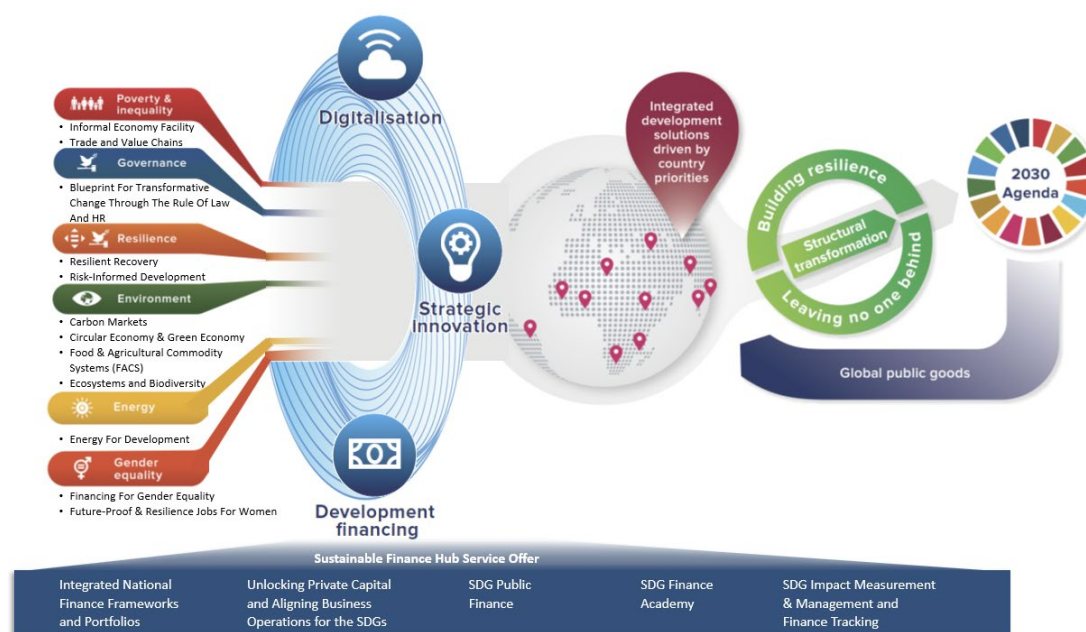 Poverty &
inequality
• Informal Economy Facility
• Trade and Value Chains
Governance
• Blueprint For Transformative
Change Through The Rule Of Law
And HR
Resilience
• Resilient Recovery
• Risk-Informed Development
Environment
• Carbon Markets
• Circular Economy & Green Economy
• Food & Agricultural Commodity
Systems (FACS)
• Ecosystems and Biodiversity
Energy
• Energy For Development
Gender
equality
• Financing For Gender Equality
• Future-Proof & Resilience Jobs For Women
Digitalisation
Strategic
innovation
Development
financing
Integrated
development
solutions
driven by
country
priorities
Building resilience
Structural
transformation
Leaving no one behind
2030
Agenda
Global public goods
Sustainable Finance Hub Service Offer
Integrated National
Finance Frameworks
and Portfolios
Unlocking Private Capital
and Aligning Business
Operations for the SDGs
SDG Public
Finance
SDG Finance
Academy
SDG Impact Measurement
& Management and
Finance Tracking